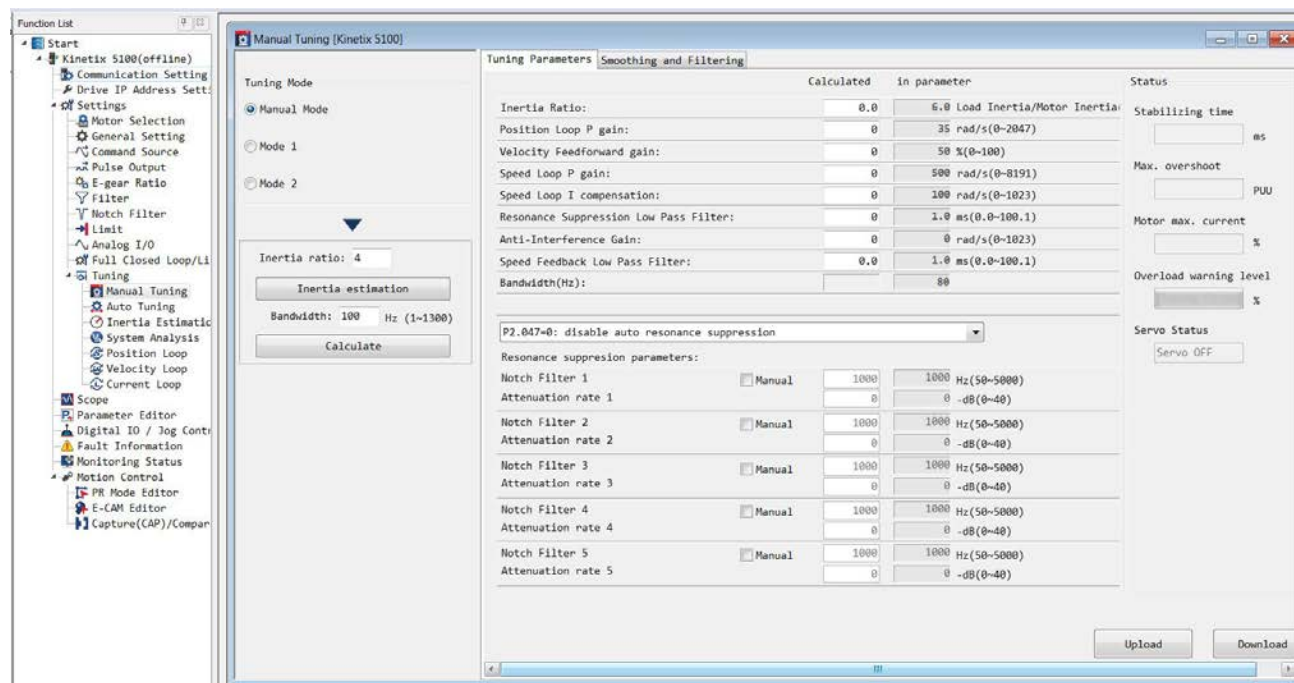 Function List
Start
Kinetix 5100(offline)
Communication Setting
Drive IP Address Sett
Settings
Motor Selection
General Setting
Command Source
Pulse Output
E-gear Ratio
Filter
Notch Filter
Limit
Analog I/O
Full Closed Loop/Li
Tuning
Manual Tuning
Auto Tuning
Inertia Estimatic
System Analysis
Position Loop
Velocity Loop
Current Loop
Scope
Parameter Editor
Digital IO / Jog Contr
Fault Information
Monitoring Status
Motion Control
PR Mode Editor
E-CAM Editor
Capture(CAP)/Compar
Manual Tuning [Kinetix 5100]
Tuning Mode
Manual Mode
Mode 1
Mode 2
Inertia ratio: 4
Inertia estimation
Bandwidth: 100 Hz (1~1300)
Calculate
Tuning Parameters Smoothing and Filtering
Calculated in parameter
Inertia Ratio: 0.0 6.0 Load Inertia/Motor Inertia
Position Loop P gain: 0 35 rad/s(0~2047)
Velocity Feedforward gain: 0 50 %(0~100)
Speed Loop P gain: 0 500 rad/s(0~8191)
Speed Loop I compensation: 0 100 rad/s(0~1023)
Resonance Suppression Low Pass Filter: 0 1.0 ms(0.0~100.1)
Anti-Interference Gain: 0 0 rad/s(0~1023)
Speed Feedback Low Pass Filter: 0.0 1.0 ms(0.0~100.1)
Bandwidth(Hz): 80
P2.047=0: disable auto resonance suppression
Resonance suppresion parameters:
Notch Filter 1 Manual 1000 1000 Hz(50~5000)
Attenuation rate 1 0 0 -dB(0~40)
Notch Filter 2 Manual 1000 1000 Hz(50~5000)
Attenuation rate 2 0 0 -dB(0~40)
Notch Filter 3 Manual 1000 1000 Hz(50~5000)
Attenuation rate 3 0 0 -dB(0~40)
Notch Filter 4 Manual 1000 1000 Hz(50~5000)
Attenuation rate 4 0 0 -dB(0~40)
Notch Filter 5 Manual 1000 1000 Hz(50~5000)
Attenuation rate 5 0 0 -dB(0~40)
Status
Stabilizing time
ms
Max. overshoot
PUU
Motor max. current
%
Overload warning level
%
Servo Status
Servo OFF
Upload Download